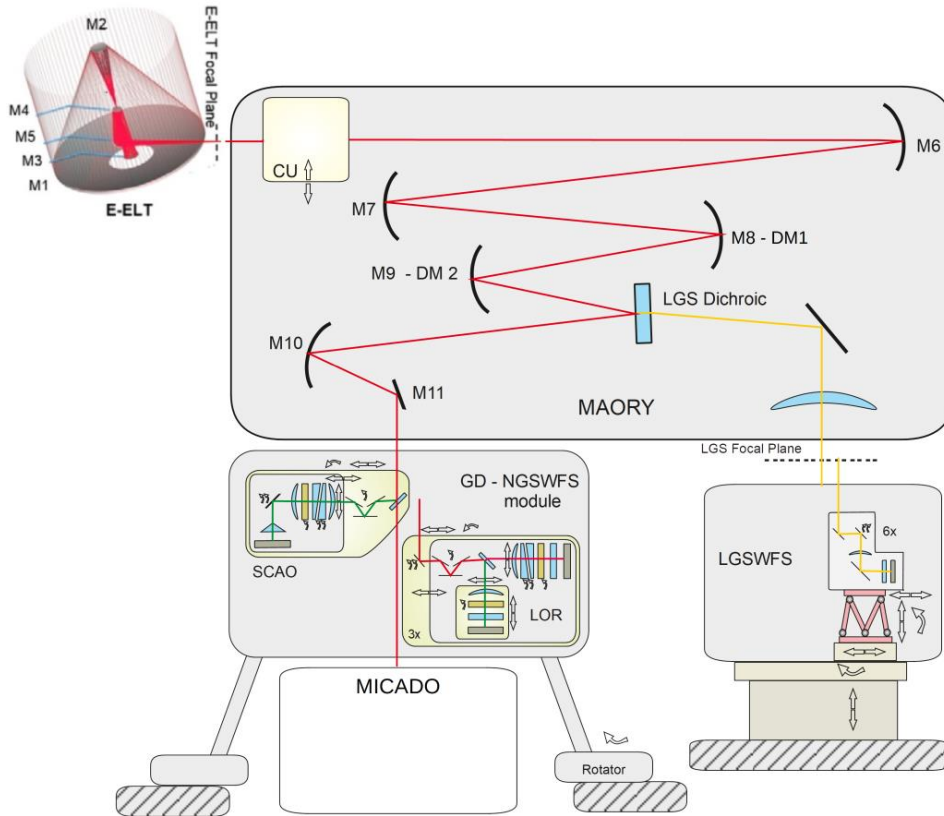 M2
E-ELT Focal Plane
M4
M5
M3
M1
E-ELT
CU
M6
M7
M8 - DM1
M9 - DM 2
LGS Dichroic
M10
M11
MAORY
LGS Focal Plane
GD - NGSWFS
module
SCAO
LOR
3x
6x
LGSWFS
MICADO
Rotator